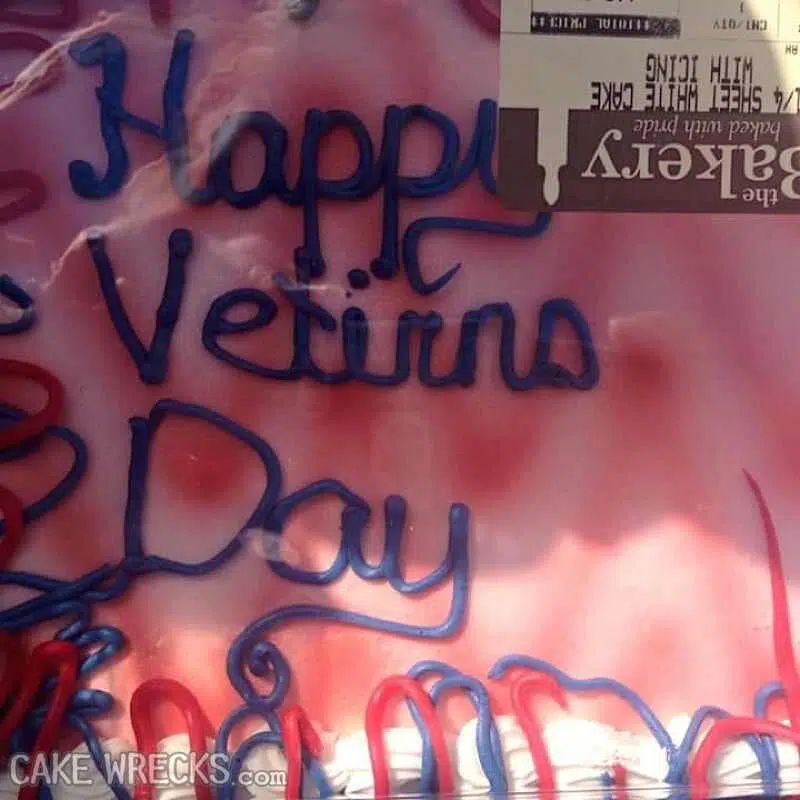 Happy
Vetirns
Day
the
Bakery
baked with pride
1/4 SHEET WHITE CAKE
WITH ICING
TOTAL PRICE
CNT/QTY
CAKE WRECKS.com